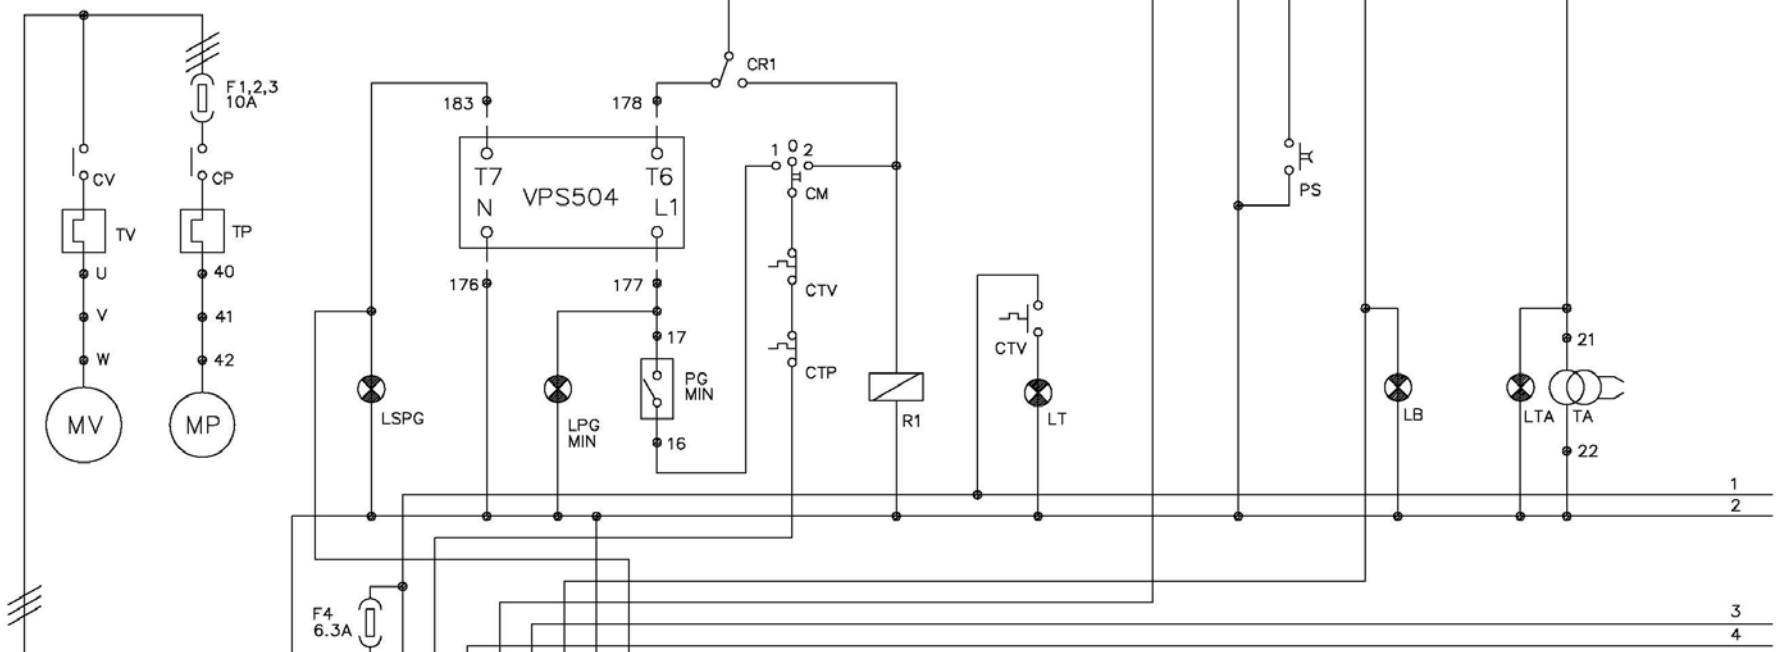 F1,2,3
10A
CV
CP
TV
TP
U
40
V
41
W
42
MV
MP
183
178
CR1
T7
T6
VPS504
N
L1
176
177
1
0
2
CM
CTV
CTP
17
PG
MIN
16
LSPG
LPG
MIN
R1
CTV
LT
PS
LB
LTA
TA
21
22
1
2
3
4
F4
6.3A